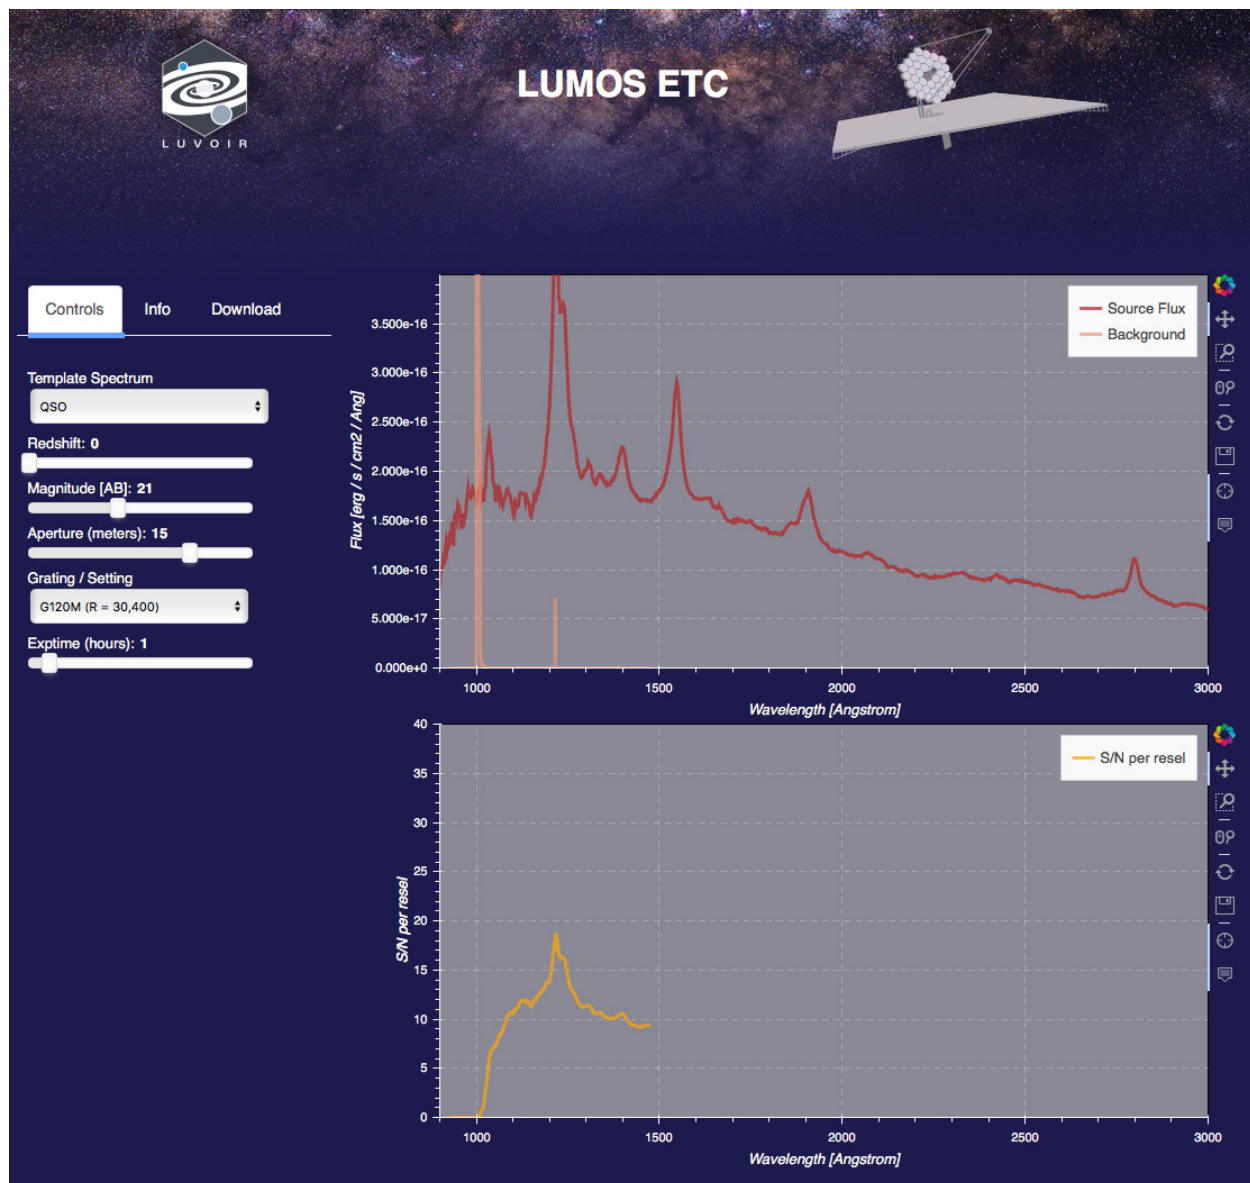 LUVOIR
LUMOS ETC
Controls Info Download
Template Spectrum
QSO
Redshift: 0
Magnitude [AB]: 21
Aperture (meters): 15
Grating / Setting
G120M (R = 30,400)
Exptime (hours): 1
Source Flux
Background
Flux [erg / s / cm2 / Ang]
3.500e-16
3.000e-16
2.500e-16
2.000e-16
1.500e-16
1.000e-16
5.000e-17
0.000e+0
1000 1500 2000 2500 3000
Wavelength [Angstrom]
S/N per resel
S/N per resel
40
35
30
25
20
15
10
5
0
1000 1500 2000 2500 3000
Wavelength [Angstrom]